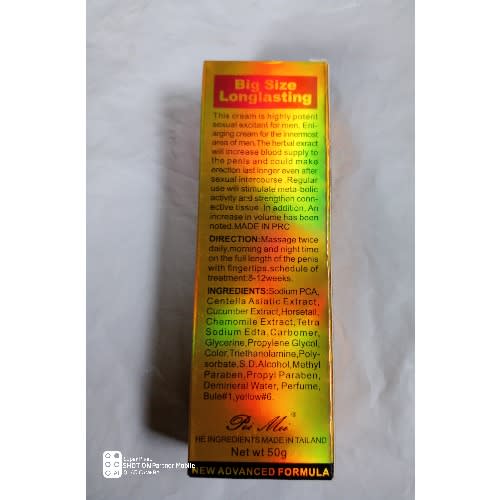 Big Size
Longlasting
This cream is highly potent
sexual excitant for men. Enl-
arging cream for the innermost
area of men.The herbal exract
will increase blood supply to
the penis and could make
erection last longer even after
sexual intercourse .Regular
use will stimulate meta-bolic
activity and strengthen conn-
ective tissue .In addition. An
increase in volume has been
noted.MADE IN PRC
DIRECTION:Massage twice
daily,morning and night time
on the full length of the penis
with fingertips.schedule of
treatment:8-12weeks.
INGREDIENTS:Sodium PCA,
Centella Asiatic Extract,
Cucumber Extract,Horsetail,
Chamomile Extract,Tetra
Sodium Edta,Carbomer,
Glycerine,Propylene Glycol,
Color,Triethanolamine,Poly-
sorbate,S.D.Alcohol,Methyl
Paraben,Propyl Paraben,
Demineral Water, Perfume,
Bule#1,yellow#6.
Pei Mei ®
HE INGREDIENTS MADE IN TAILAND
Net wt 50g
NEW ADVANCED FORMULA
SHOT ON Partner Mobile